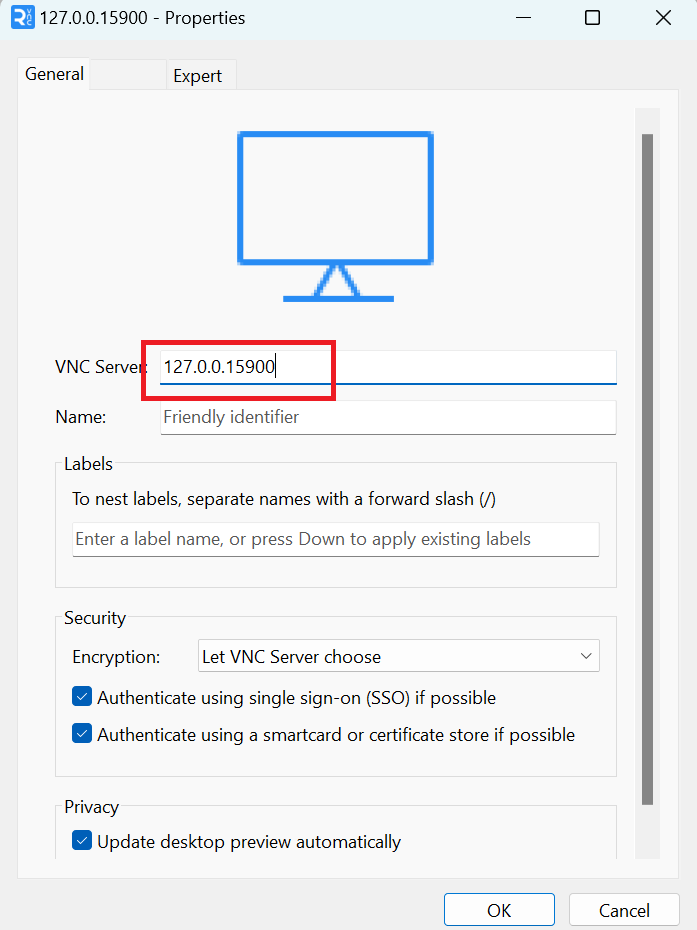 127.0.0.15900 - Properties
General
Expert
VNC Server:
127.0.0.15900
Name:
Friendly identifier
Labels
To nest labels, separate names with a forward slash (/)
Enter a label name, or press Down to apply existing labels
Security
Encryption:
Let VNC Server choose
Authenticate using single sign-on (SSO) if possible
Authenticate using a smartcard or certificate store if possible
Privacy
Update desktop preview automatically
OK
Cancel